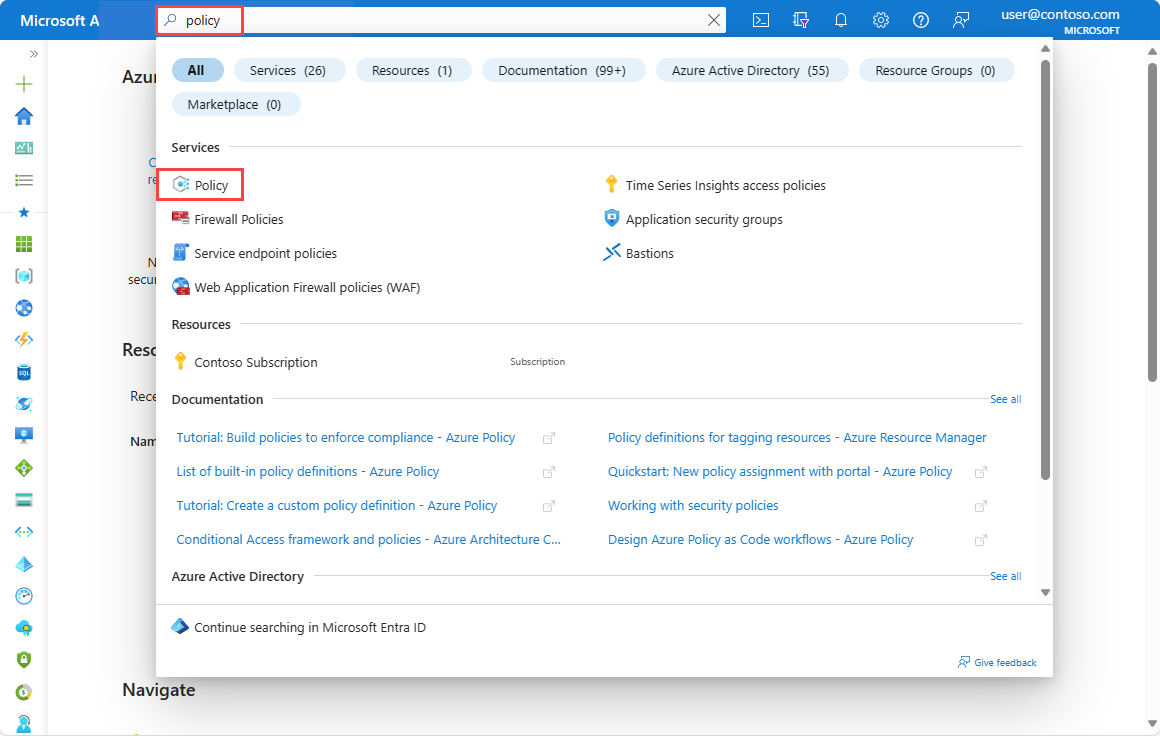 Microsoft A
policy
user@contoso.com
MICROSOFT
All
Services (26)
Resources (1)
Documentation (99+)
Azure Active Directory (55)
Resource Groups (0)
Marketplace (0)
Azur
Services
Policy
Time Series Insights access policies
Firewall Policies
Application security groups
Service endpoint policies
Bastions
Web Application Firewall policies (WAF)
secu
Resources
Reso
Contoso Subscription
Subscription
Rece
Documentation
See all
Nam
Tutorial: Build policies to enforce compliance - Azure Policy
Policy definitions for tagging resources - Azure Resource Manager
List of built-in policy definitions - Azure Policy
Quickstart: New policy assignment with portal - Azure Policy
Tutorial: Create a custom policy definition - Azure Policy
Working with security policies
Conditional Access framework and policies - Azure Architecture C...
Design Azure Policy as Code workflows - Azure Policy
Azure Active Directory
See all
Continue searching in Microsoft Entra ID
Give feedback
Navigate